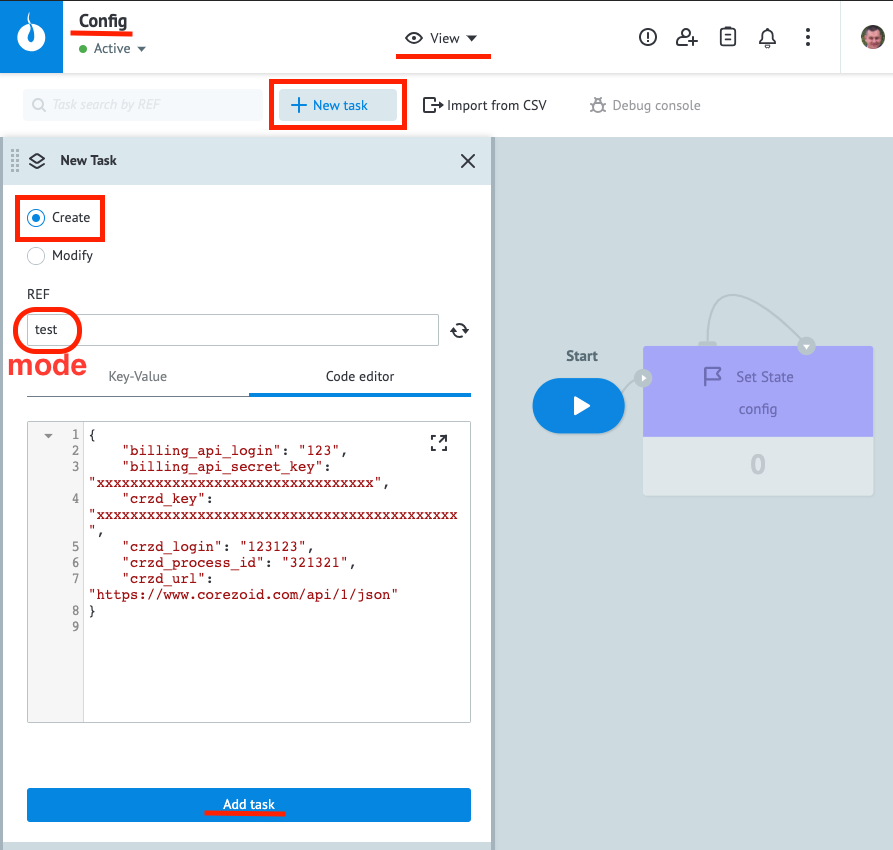 Config
Active
View
Task search by REF
New task
Import from CSV
Debug console
New Task
Create
Modify
REF
test
mode
Key-Value
Code editor
1 {
2 "billing_api_login": "123",
3 "billing_api_secret_key":
"xxxxxxxxxxxxxxxxxxxxxxxxxxxxxxxxx",
4 "crzd_key":
"xxxxxxxxxxxxxxxxxxxxxxxxxxxxxxxxxxxxxxxxxxx
",
5 "crzd_login": "123123",
6 "crzd_process_id": "321321",
7 "crzd_url":
"https://www.corezoid.com/api/1/json"
8 }
9
Add task
Start
Set State
config
0